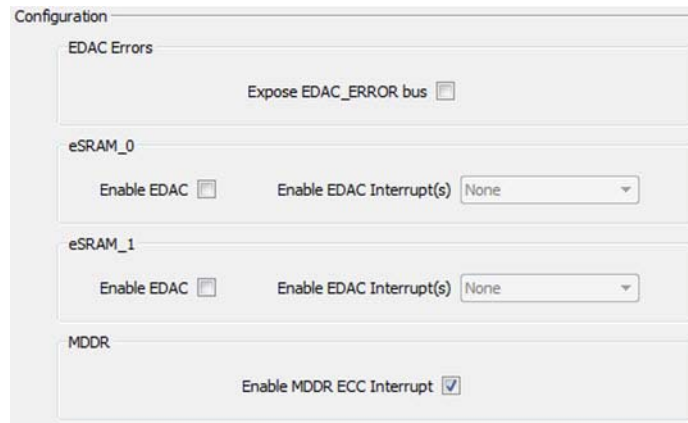 Configuration
EDAC Errors
Expose EDAC_ERROR bus
eSRAM_0
Enable EDAC Enable EDAC Interrupt(s) None
eSRAM_1
Enable EDAC Enable EDAC Interrupt(s) None
MDDR
Enable MDDR ECC Interrupt